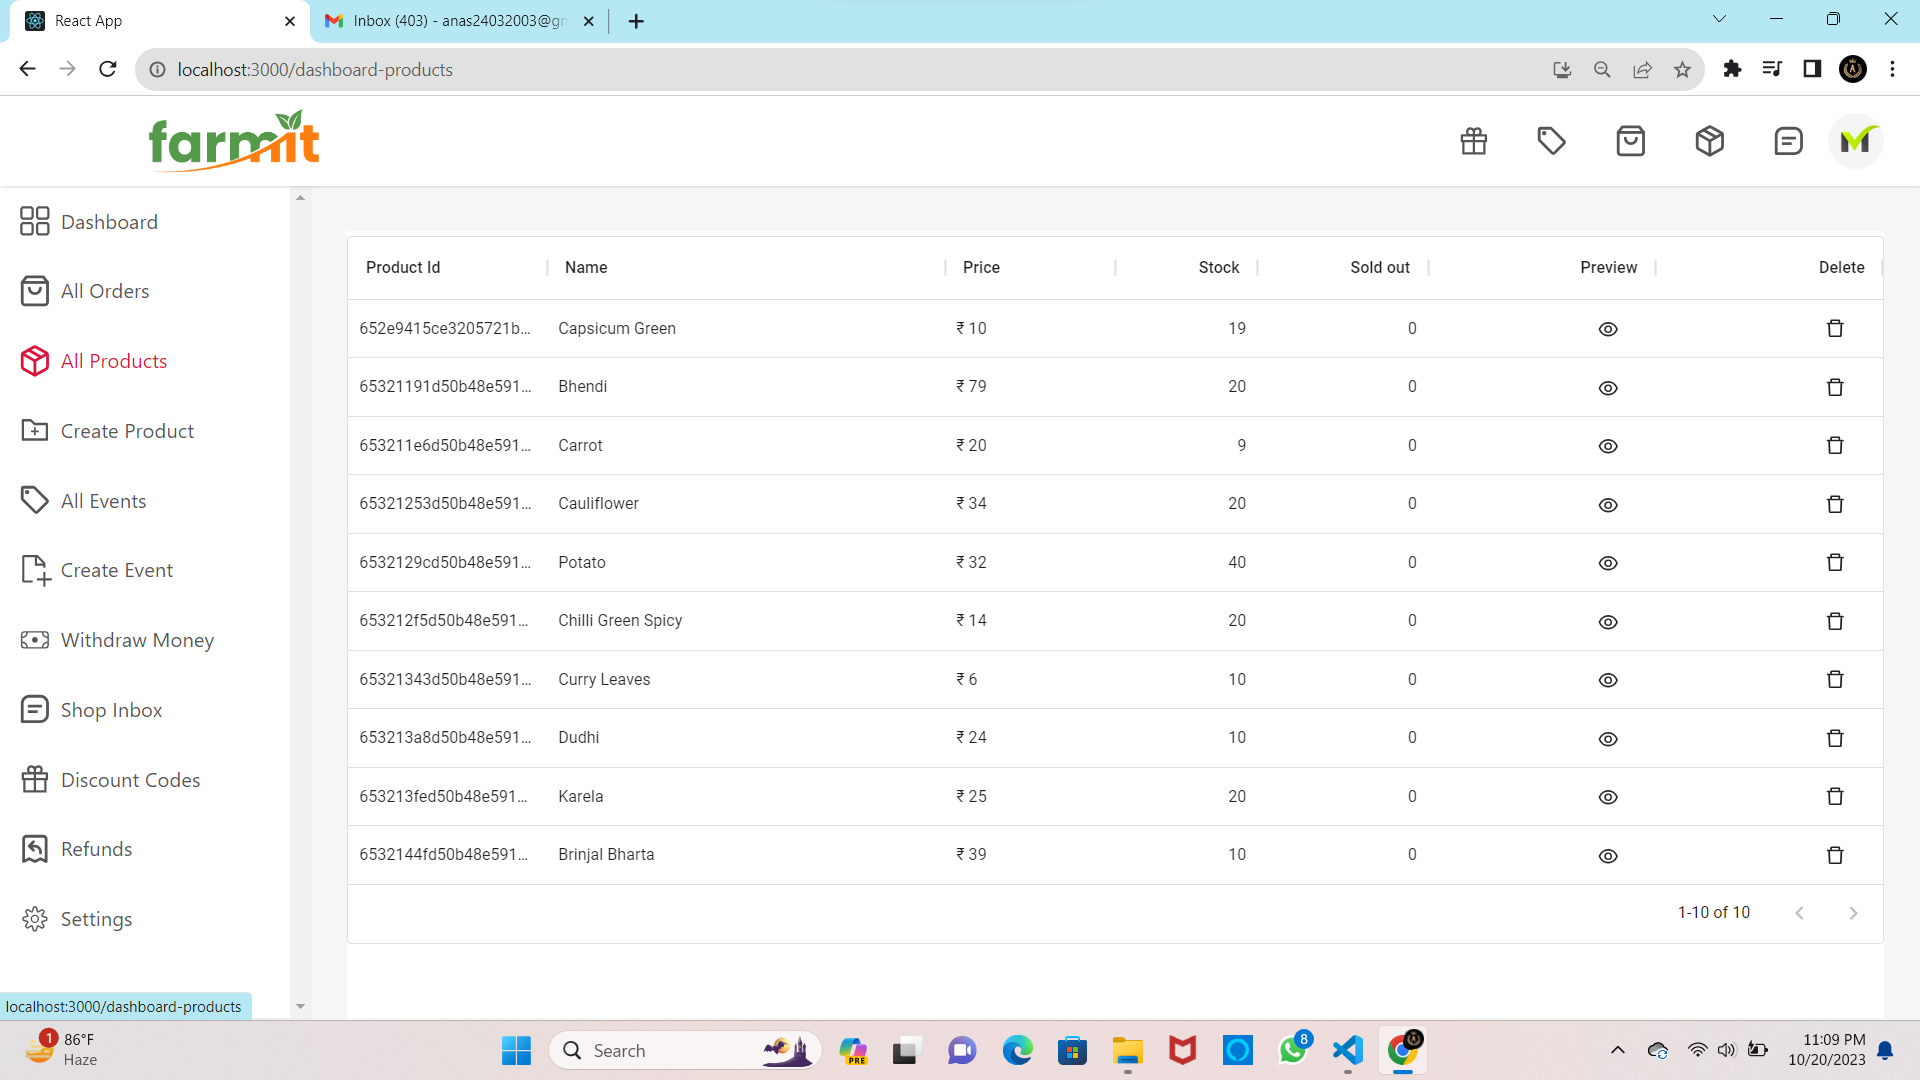 React App
Inbox (403) - anas24032003@gm
localhost:3000/dashboard-products
farmit
Dashboard
All Orders
All Products
Create Product
All Events
Create Event
Withdraw Money
Shop Inbox
Discount Codes
Refunds
Settings
Product Id Name Price Stock Sold out Preview Delete
652e9415ce3205721b... Capsicum Green ₹ 10 19 0
65321191d50b48e591... Bhendi ₹ 79 20 0
653211e6d50b48e591... Carrot ₹ 20 9 0
65321253d50b48e591... Cauliflower ₹ 34 20 0
6532129cd50b48e591... Potato ₹ 32 40 0
653212f5d50b48e591... Chilli Green Spicy ₹ 14 20 0
65321343d50b48e591... Curry Leaves ₹ 6 10 0
653213a8d50b48e591... Dudhi ₹ 24 10 0
653213fed50b48e591... Karela ₹ 25 20 0
6532144fd50b48e591... Brinjal Bharta ₹ 39 10 0
1-10 of 10
localhost:3000/dashboard-products
1
86°F
Haze
Search
PRE
8
11:09 PM
10/20/2023